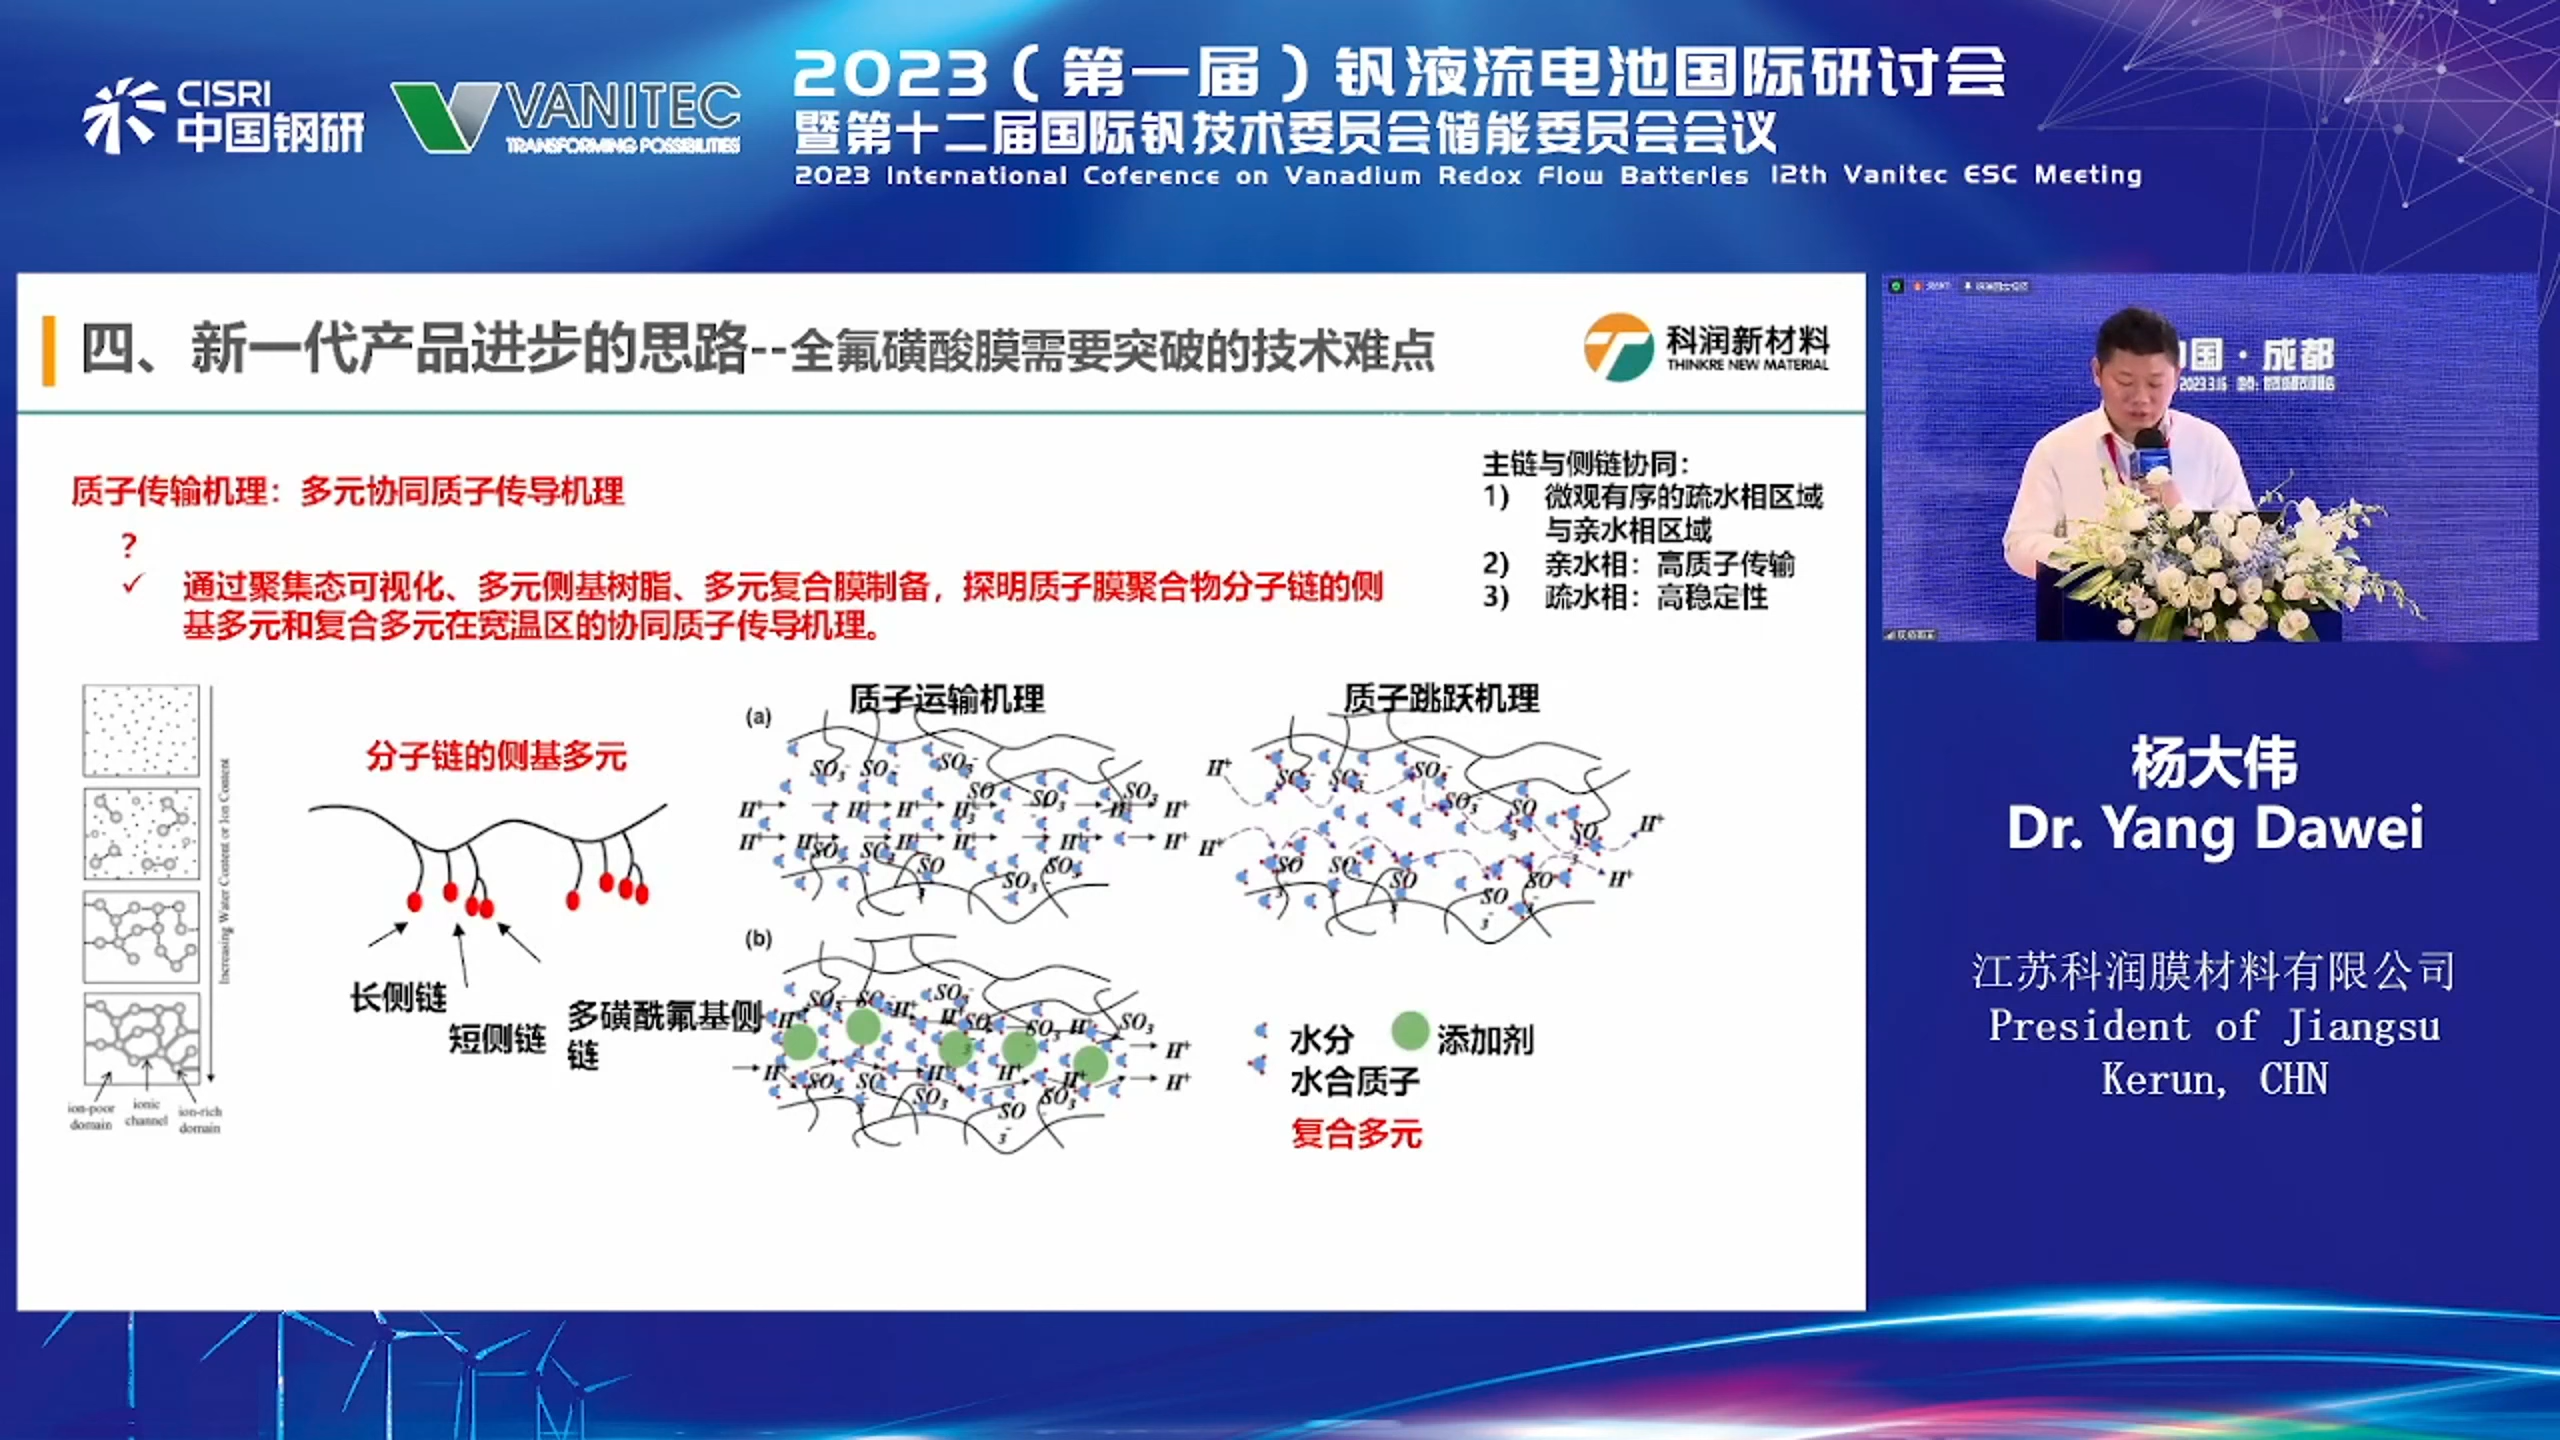 CISRI
中国钢研
VANITEC
TRANSFORMING POSSIBILITIES
2023（第一届）钒液流电池国际研讨会
暨第十二届国际钒技术委员会储能委员会会议
2023 International Coference on Vanadium Redox Flow Batteries 12th Vanitec ESC Meeting
四、新一代产品进步的思路--全氟磺酸膜需要突破的技术难点
科润新材料
THINKRE NEW MATERIAL
质子传输机理：多元协同质子传导机理
?
✓ 通过聚集态可视化、多元侧基树脂、多元复合膜制备，探明质子膜聚合物分子链的侧
基多元和复合多元在宽温区的协同质子传导机理。
主链与侧链协同：
1) 微观有序的疏水相区域
与亲水相区域
2) 亲水相：高质子传输
3) 疏水相：高稳定性
Increasing Water Content or Ion Content
ion-poor
domain
ionic
channel
ion-rich
domain
分子链的侧基多元
长侧链
短侧链
多磺酰氟基侧
链
(a)
质子运输机理
质子跳跃机理
(b)
水分
添加剂
水合质子
复合多元
国·成都
2023.3.16
杨大伟
Dr. Yang Dawei
江苏科润膜材料有限公司
President of Jiangsu
Kerun, CHN